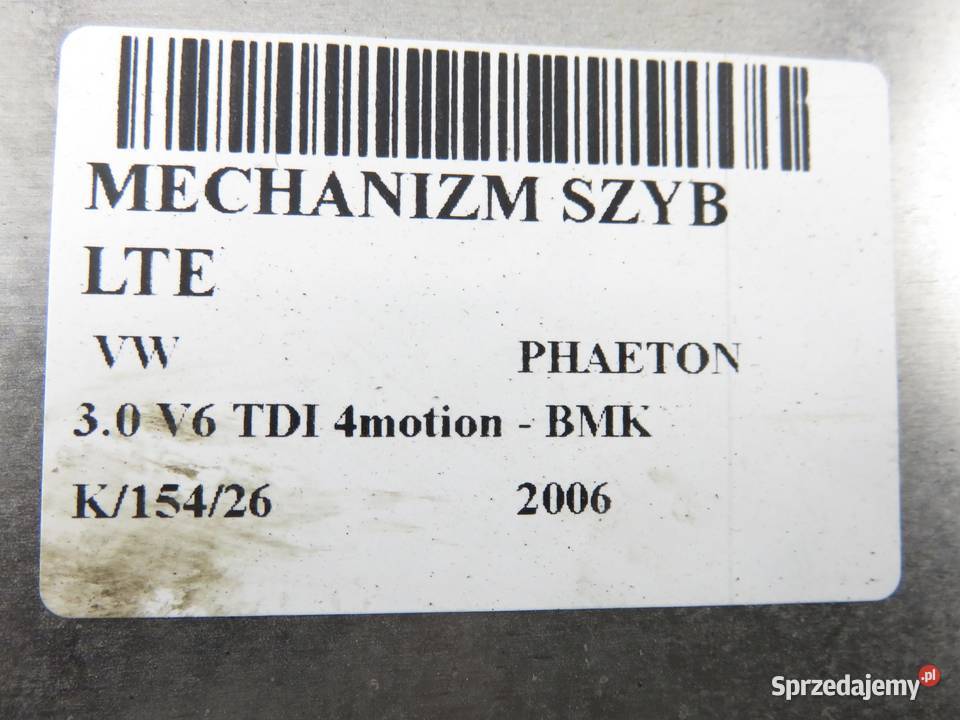 MECHANIZM SZYB
LTE
VW PHAETON
3.0 V6 TDI 4motion - BMK
K/154/26 2006
Sprzedajemy.pl